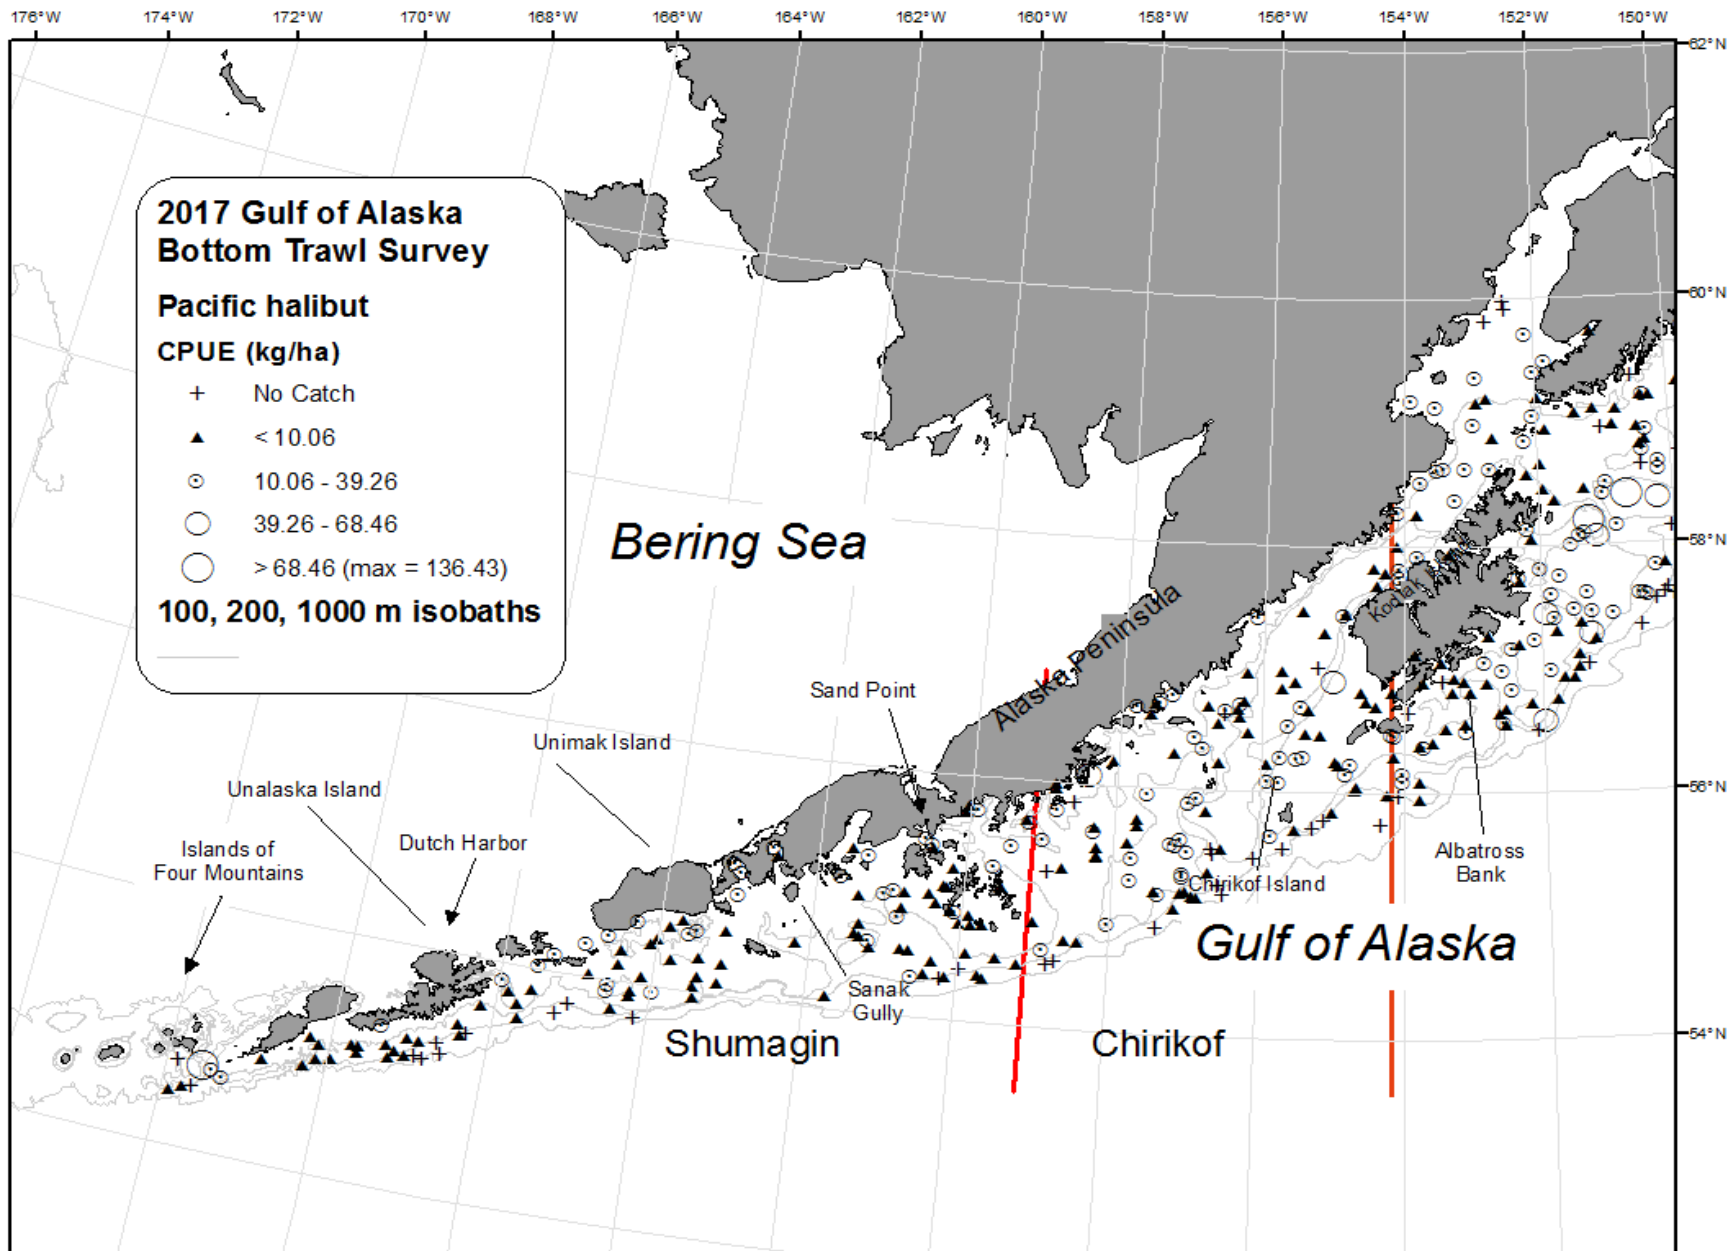 176°W 174°W 172°W 170°W 168°W 166°W 164°W 162°W 160°W 158°W 156°W 154°W 152°W 150°W
62°N
2017 Gulf of Alaska
Bottom Trawl Survey
Pacific halibut
CPUE (kg/ha)
No Catch
< 10.06
10.06 - 39.26
39.26 - 68.46
> 68.46 (max = 136.43)
100, 200, 1000 m isobaths
60°N
Bering Sea
58°N
Kodiak
Alaska Peninsula
Sand Point
Unimak Island
Unalaska Island
56°N
Dutch Harbor
Islands of
Four Mountains
Albatross
Bank
Chirikof Island
Gulf of Alaska
Sanak
Gully
Shumagin
Chirikof
54°N